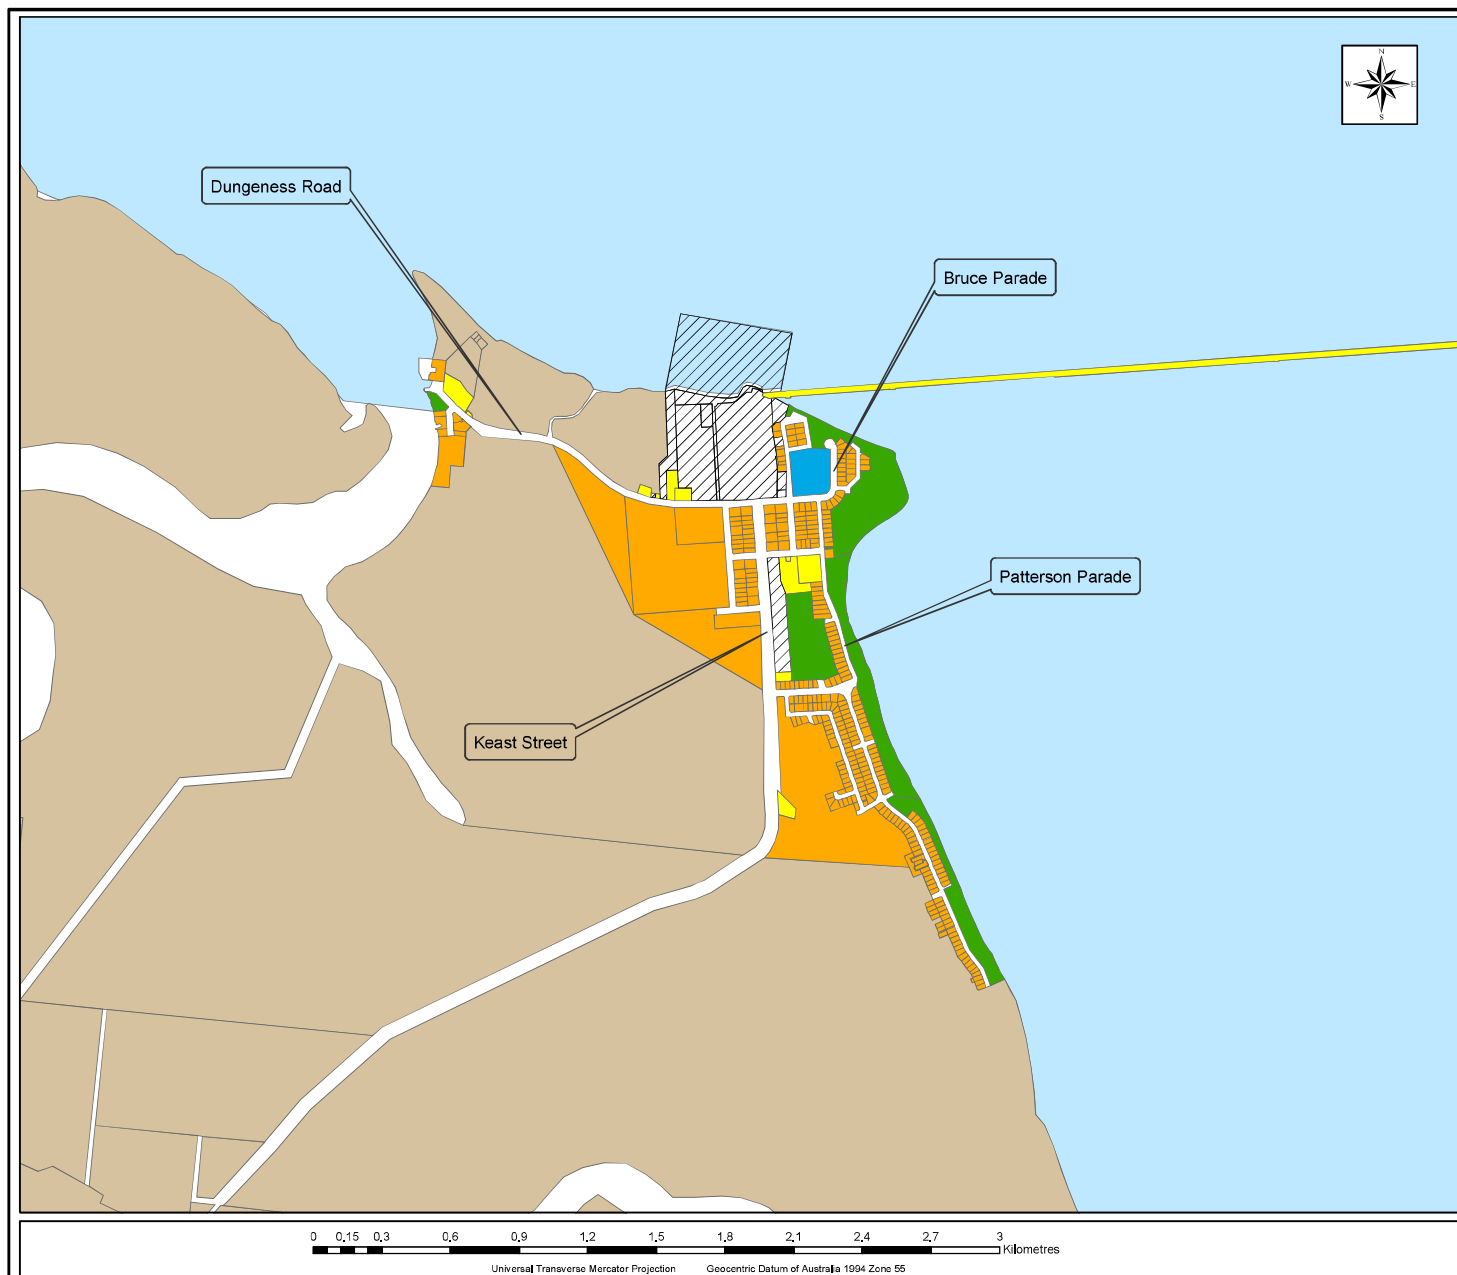 N
W E
S
Dungeness Road
Bruce Parade
Patterson Parade
Keast Street
0 0.15 0.3 0.6 0.9 1.2 1.5 1.8 2.1 2.4 2.7 3
Kilometres
Universal Transverse Mercator Projection Geocentric Datum of Australia 1994 Zone 55